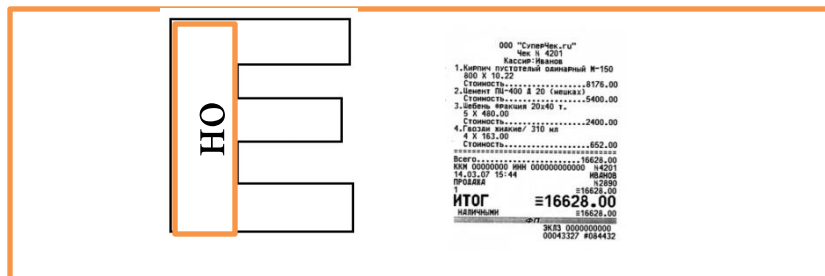 НО
ООО "СуперЧек.ru"
Чек N 4201
Кассир:Иванов
1.Кирпич пустотелый одинарный М-150
800 X 10.22
Стоимость..................8176.00
2.Цемент ПЦ-400 Д 20 (мешках)
Стоимость..................5400.00
3.Щебень фракция 20x40 т.
5 X 480.00
Стоимость..................2400.00
4.Гвозди жидкие/ 310 мл
4 X 163.00
Стоимость..................652.00
Всего..................16628.00
ККМ 00000000 ИНН 000000000000 N4201
14.03.07 15:44 ИВАНОВ
ПРОДАЖА N2890
1 ≡16628.00
ИТОГ ≡16628.00
НАЛИЧНЫМИ ≡16628.00
ФП
ЭКЛЗ 0000000000
00043327 #084432